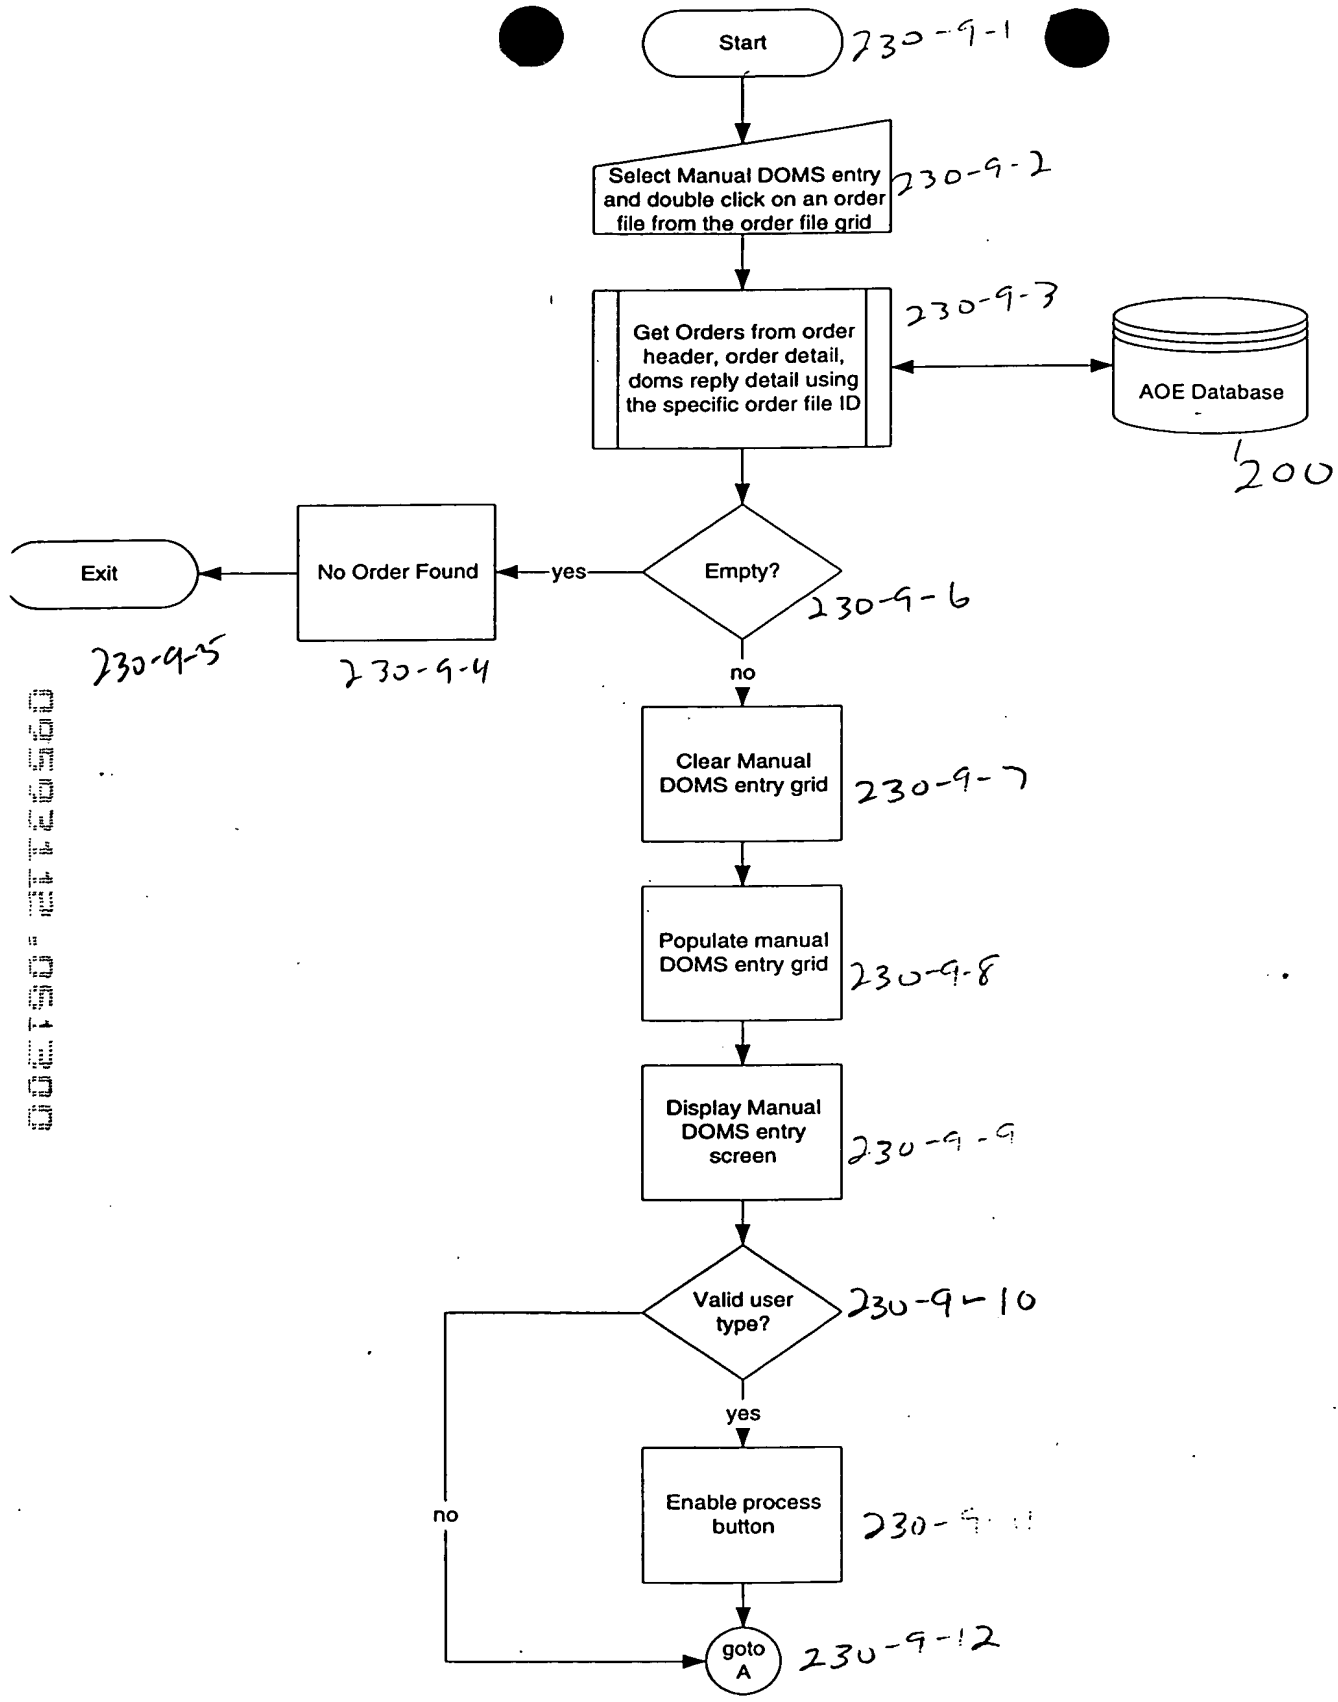 Start
230-9-1
Select Manual DOMS entry
and double click on an order
file from the order file grid
230-9-2
Get Orders from order
header, order detail,
doms reply detail using
the specific order file ID
230-9-3
AOE Database
200
Empty?
230-9-6
yes
No Order Found
230-9-4
Exit
230-9-5
no
Clear Manual
DOMS entry grid
230-9-7
Populate manual
DOMS entry grid
230-9-8
Display Manual
DOMS entry
screen
230-9-9
Valid user
type?
230-9-10
yes
no
Enable process
button
230-9-11
goto
A
230-9-12
09503112.051300